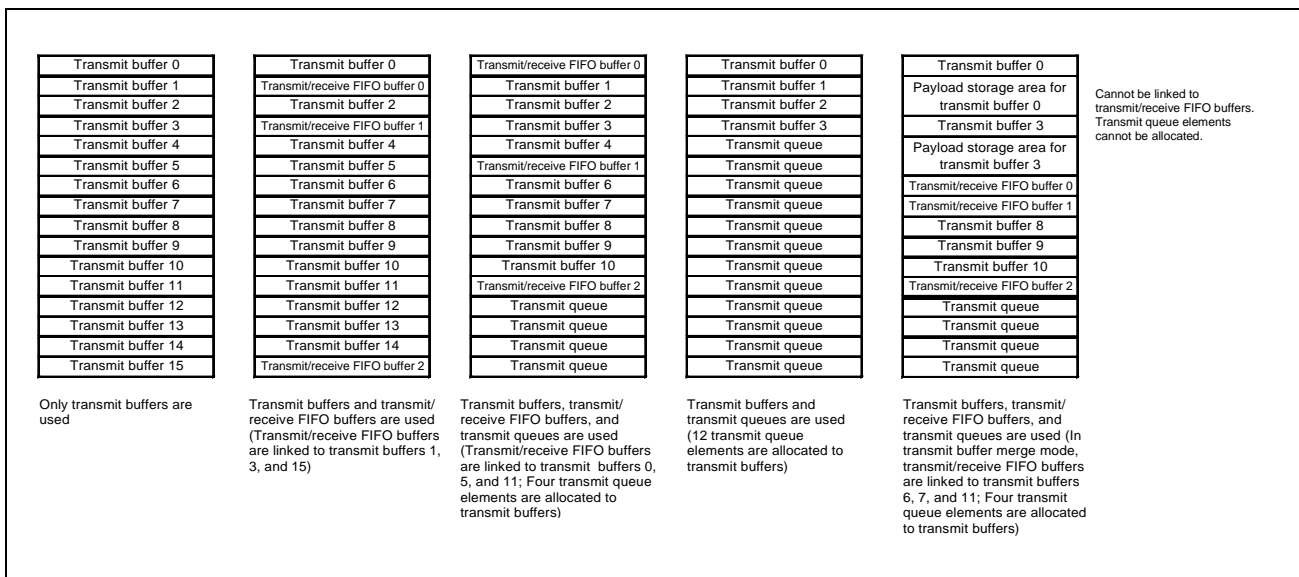 Transmit buffer 0
Transmit buffer 1
Transmit buffer 2
Transmit buffer 3
Transmit buffer 4
Transmit buffer 5
Transmit buffer 6
Transmit buffer 7
Transmit buffer 8
Transmit buffer 9
Transmit buffer 10
Transmit buffer 11
Transmit buffer 12
Transmit buffer 13
Transmit buffer 14
Transmit buffer 15
Only transmit buffers are
used
Transmit buffer 0
Transmit/receive FIFO buffer 0
Transmit buffer 2
Transmit/receive FIFO buffer 1
Transmit buffer 4
Transmit buffer 5
Transmit buffer 6
Transmit buffer 7
Transmit buffer 8
Transmit buffer 9
Transmit buffer 10
Transmit buffer 11
Transmit buffer 12
Transmit buffer 13
Transmit buffer 14
Transmit/receive FIFO buffer 2
Transmit buffers and transmit/
receive FIFO buffers are used
(Transmit/receive FIFO buffers
are linked to transmit buffers 1,
3, and 15)
Transmit/receive FIFO buffer 0
Transmit buffer 1
Transmit buffer 2
Transmit buffer 3
Transmit buffer 4
Transmit/receive FIFO buffer 1
Transmit buffer 6
Transmit buffer 7
Transmit buffer 8
Transmit buffer 9
Transmit buffer 10
Transmit/receive FIFO buffer 2
Transmit queue
Transmit queue
Transmit queue
Transmit queue
Transmit buffers, transmit/
receive FIFO buffers, and
transmit queues are used
(Transmit/receive FIFO buffers
are linked to transmit buffers 0,
5, and 11; Four transmit queue
elements are allocated to
transmit buffers)
Transmit buffer 0
Transmit buffer 1
Transmit buffer 2
Transmit buffer 3
Transmit queue
Transmit queue
Transmit queue
Transmit queue
Transmit queue
Transmit queue
Transmit queue
Transmit queue
Transmit queue
Transmit queue
Transmit queue
Transmit queue
Transmit buffers and
transmit queues are used
(12 transmit queue
elements are allocated to
transmit buffers)
Transmit buffer 0
Payload storage area for
transmit buffer 0
Transmit buffer 3
Payload storage area for
transmit buffer 3
Transmit/receive FIFO buffer 0
Transmit/receive FIFO buffer 1
Transmit buffer 8
Transmit buffer 9
Transmit buffer 10
Transmit/receive FIFO buffer 2
Transmit queue
Transmit queue
Transmit queue
Transmit queue
Transmit buffers, transmit/
receive FIFO buffers, and
transmit queues are used (In
transmit buffer merge mode,
transmit/receive FIFO buffers
are linked to transmit buffers
6, 7, and 11; Four transmit
queue elements are allocated
to transmit buffers)
Cannot be linked to
transmit/receive FIFO buffers.
Transmit queue elements
cannot be allocated.